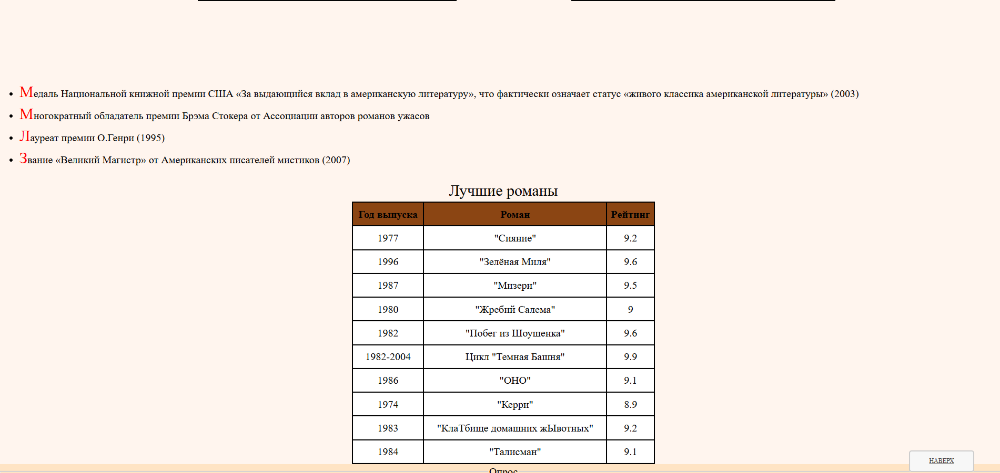 Медаль Национальной книжной премии США «За выдающийся вклад в американскую литературу», что фактически означает статус «живого классика американской литературы» (2003)
Многократный обладатель премии Брэма Стокера от Ассоциации авторов романов ужасов
Лауреат премии О.Генри (1995)
Звание «Великий Магистр» от Американских писателей мистиков (2007)
Лучшие романы
Год выпуска Роман Рейтинг
1977 "Сияние" 9.2
1996 "Зелёная Миля" 9.6
1987 "Мизери" 9.5
1980 "Жребий Салема" 9
1982 "Побег из Шоушенка" 9.6
1982-2004 Цикл "Темная Башня" 9.9
1986 "ОНО" 9.1
1974 "Керри" 8.9
1983 "КлаТбище домашних жЫвотных" 9.2
1984 "Талисман" 9.1
НАВЕРХ
Опрос